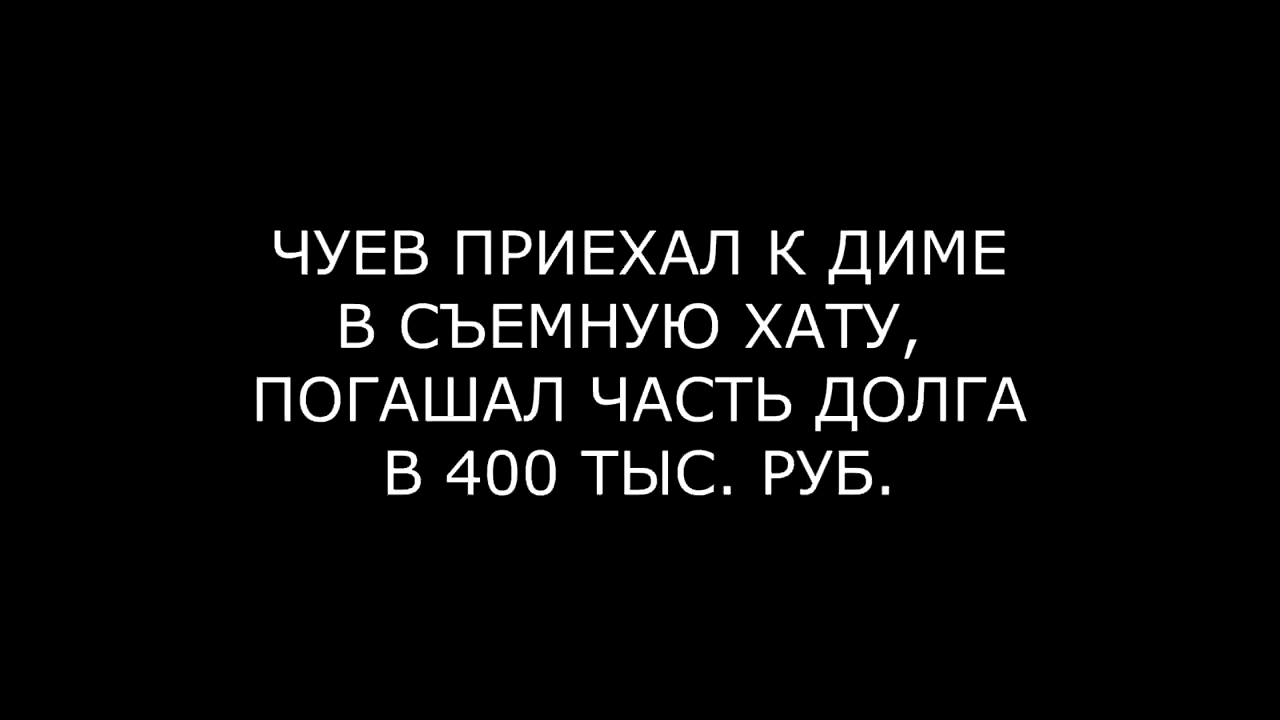 ЧУЕВ ПРИЕХАЛ К ДИМЕ
В СЪЕМНУЮ ХАТУ,
ПОГАШАЛ ЧАСТЬ ДОЛГА
В 400 ТЫС. РУБ.